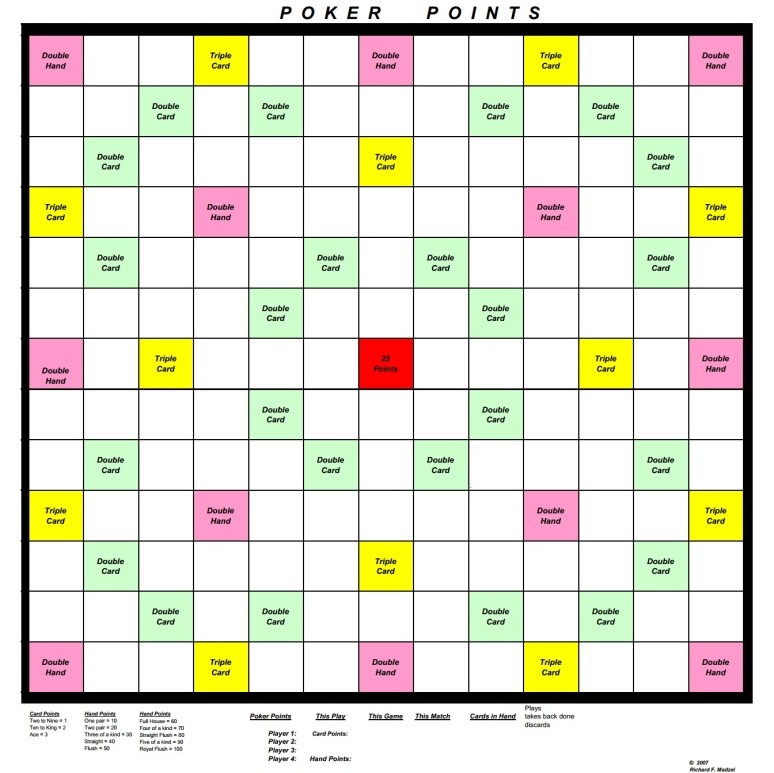 POKER POINTS
Double Hand Triple Card Double Hand Triple Card Double Hand
Double Card Double Card Double Card Double Card
Double Card Triple Card Double Card
Triple Card Double Hand Double Hand Triple Card
Double Card Double Card Double Card Double Card
Double Card Double Card
Double Hand Triple Card 25 Points Triple Card Double Hand
Double Card Double Card
Double Card Double Card Double Card Double Card
Triple Card Double Hand Double Hand Triple Card
Double Card Triple Card Double Card
Double Card Double Card Double Card Double Card
Double Hand Triple Card Double Hand Triple Card Double Hand
Card Points
Two to Nine = 1
Ten to King = 2
Ace = 3
Hand Points
One pair = 10
Two pair = 20
Three of a kind = 30
Straight = 40
Flush = 50
Hand Points
Full House = 60
Four of a kind = 70
Straight Flush = 80
Five of a kind = 90
Royal Flush = 100
Poker Points This Play This Game This Match Cards in Hand
Player 1: Card Points:
Player 2:
Player 3:
Player 4: Hand Points:
Plays
takes back done
discards
© 2007
Richard F. Madzel